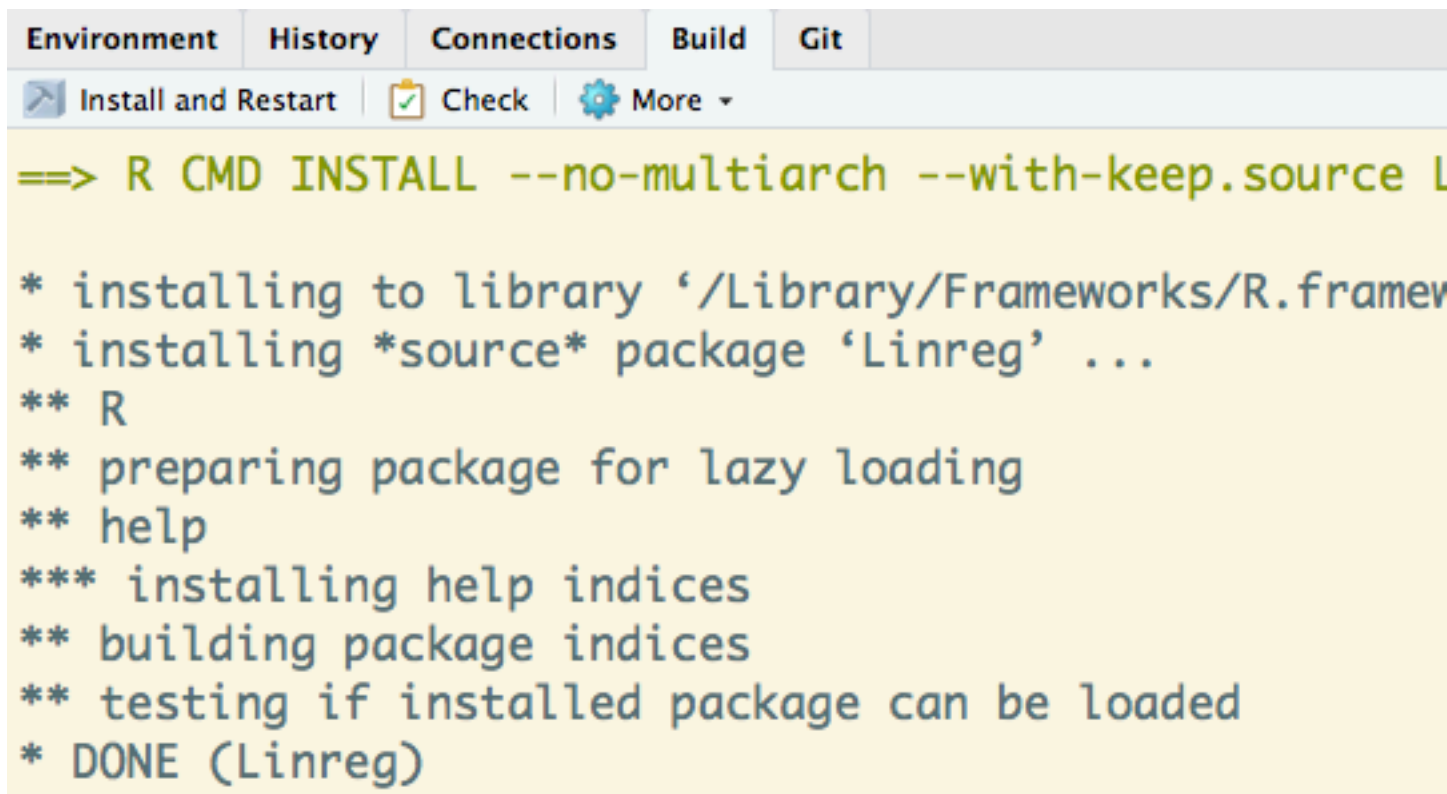 Environment History Connections Build Git
Install and Restart Check More
==> R CMD INSTALL --no-multiarch --with-keep.source L
* installing to library ‘/Library/Frameworks/R.framew
* installing *source* package ‘Linreg’ ...
** R
** preparing package for lazy loading
** help
*** installing help indices
** building package indices
** testing if installed package can be loaded
* DONE (Linreg)